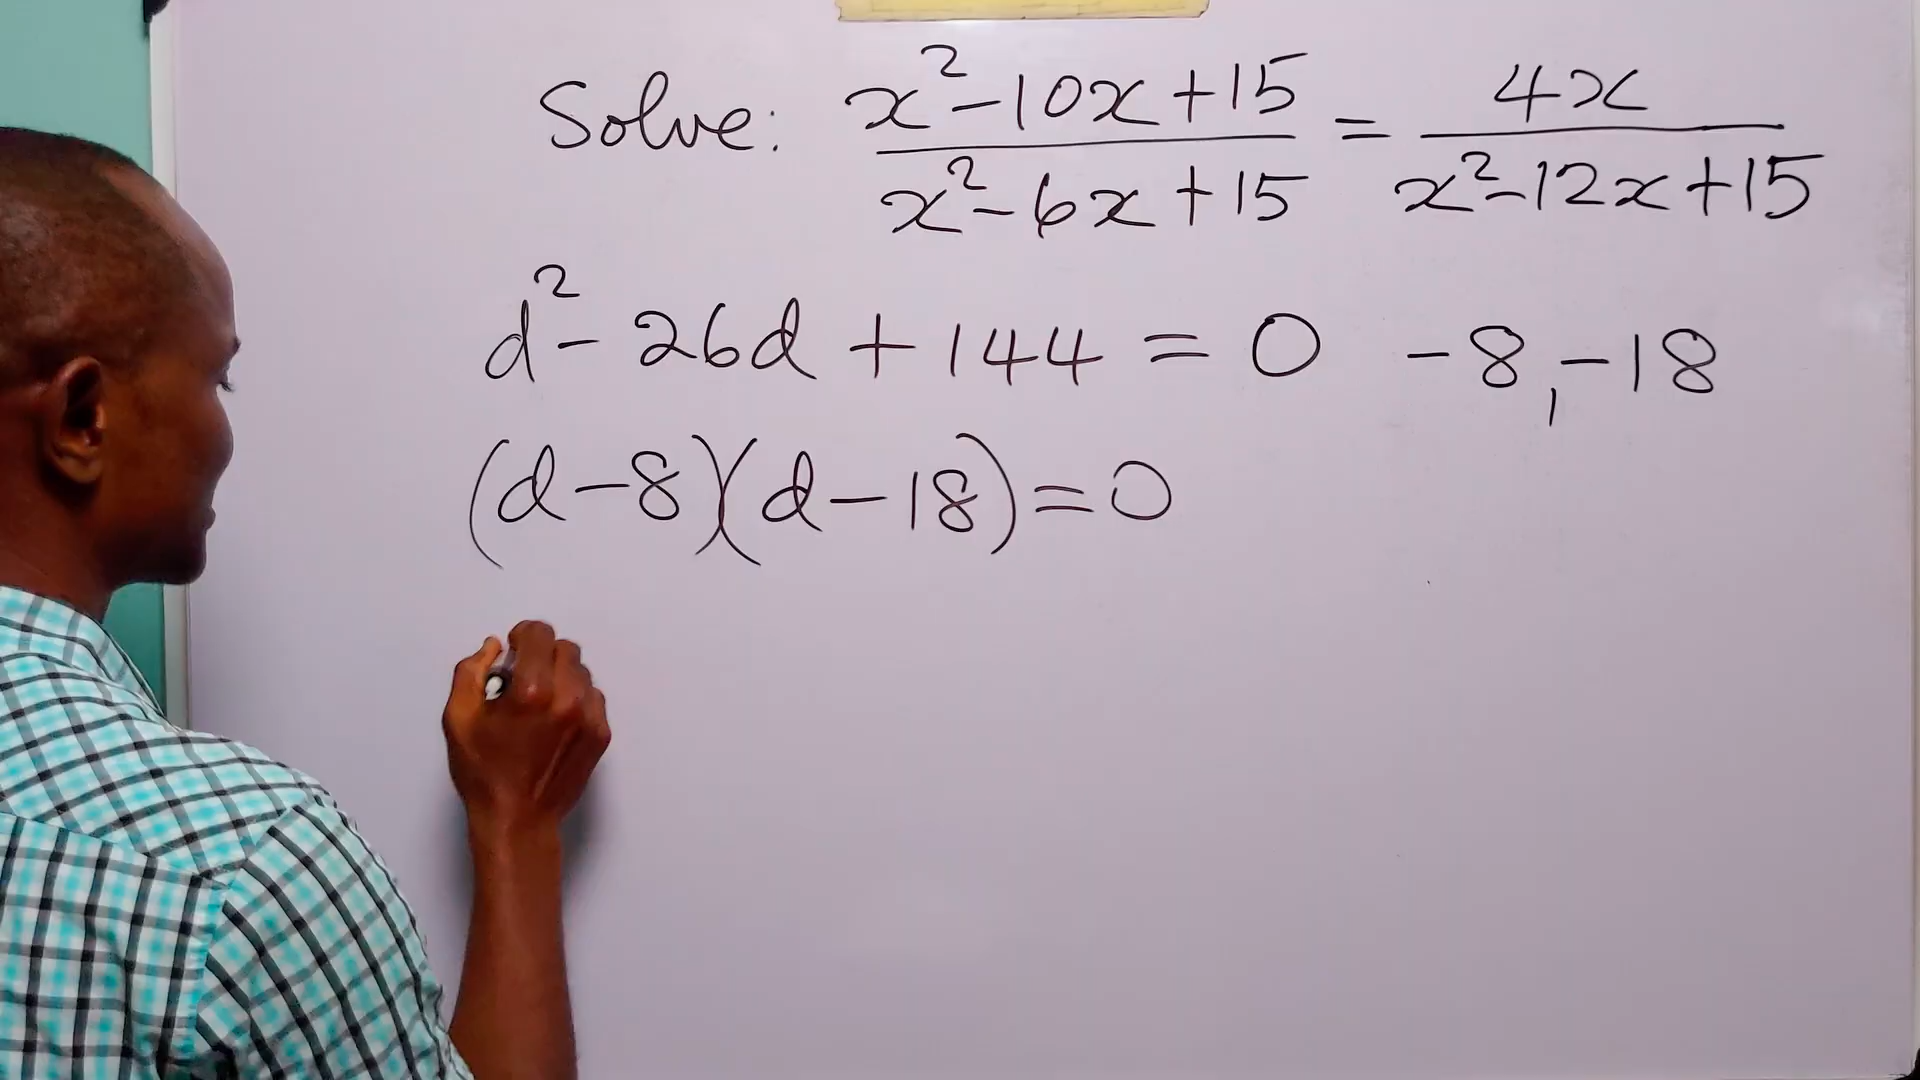 Solve: x²-10x+15/x²-6x+15 = 4x/x²-12x+15
d²- 26d + 144 = 0 -8,-18
(d-8)(d-18)=0